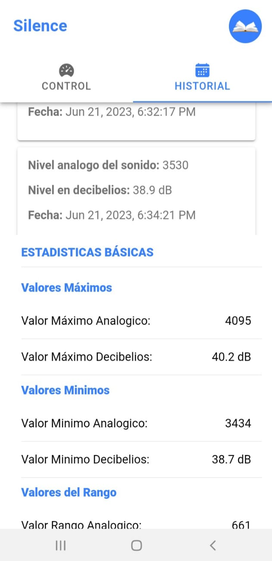 Silence
CONTROL
HISTORIAL
Fecha: Jun 21, 2023, 6:32:17 PM
Nivel analogo del sonido: 3530
Nivel en decibelios: 38.9 dB
Fecha: Jun 21, 2023, 6:34:21 PM
ESTADISTICAS BÁSICAS
Valores Máximos
Valor Máximo Analogico: 4095
Valor Máximo Decibelios: 40.2 dB
Valores Minimos
Valor Minimo Analogico: 3434
Valor Minimo Decibelios: 38.7 dB
Valores del Rango
Valor Rango Analogico: 661